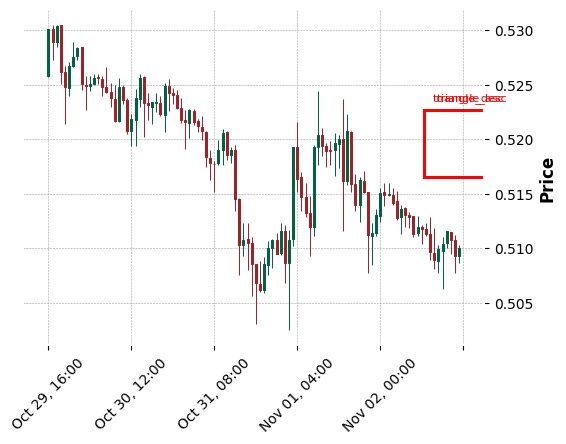 0.530
0.525
0.520
0.515
0.510
0.505
Price
Oct 29, 16:00
Oct 30, 12:00
Oct 31, 08:00
Nov 01, 04:00
Nov 02, 00:00